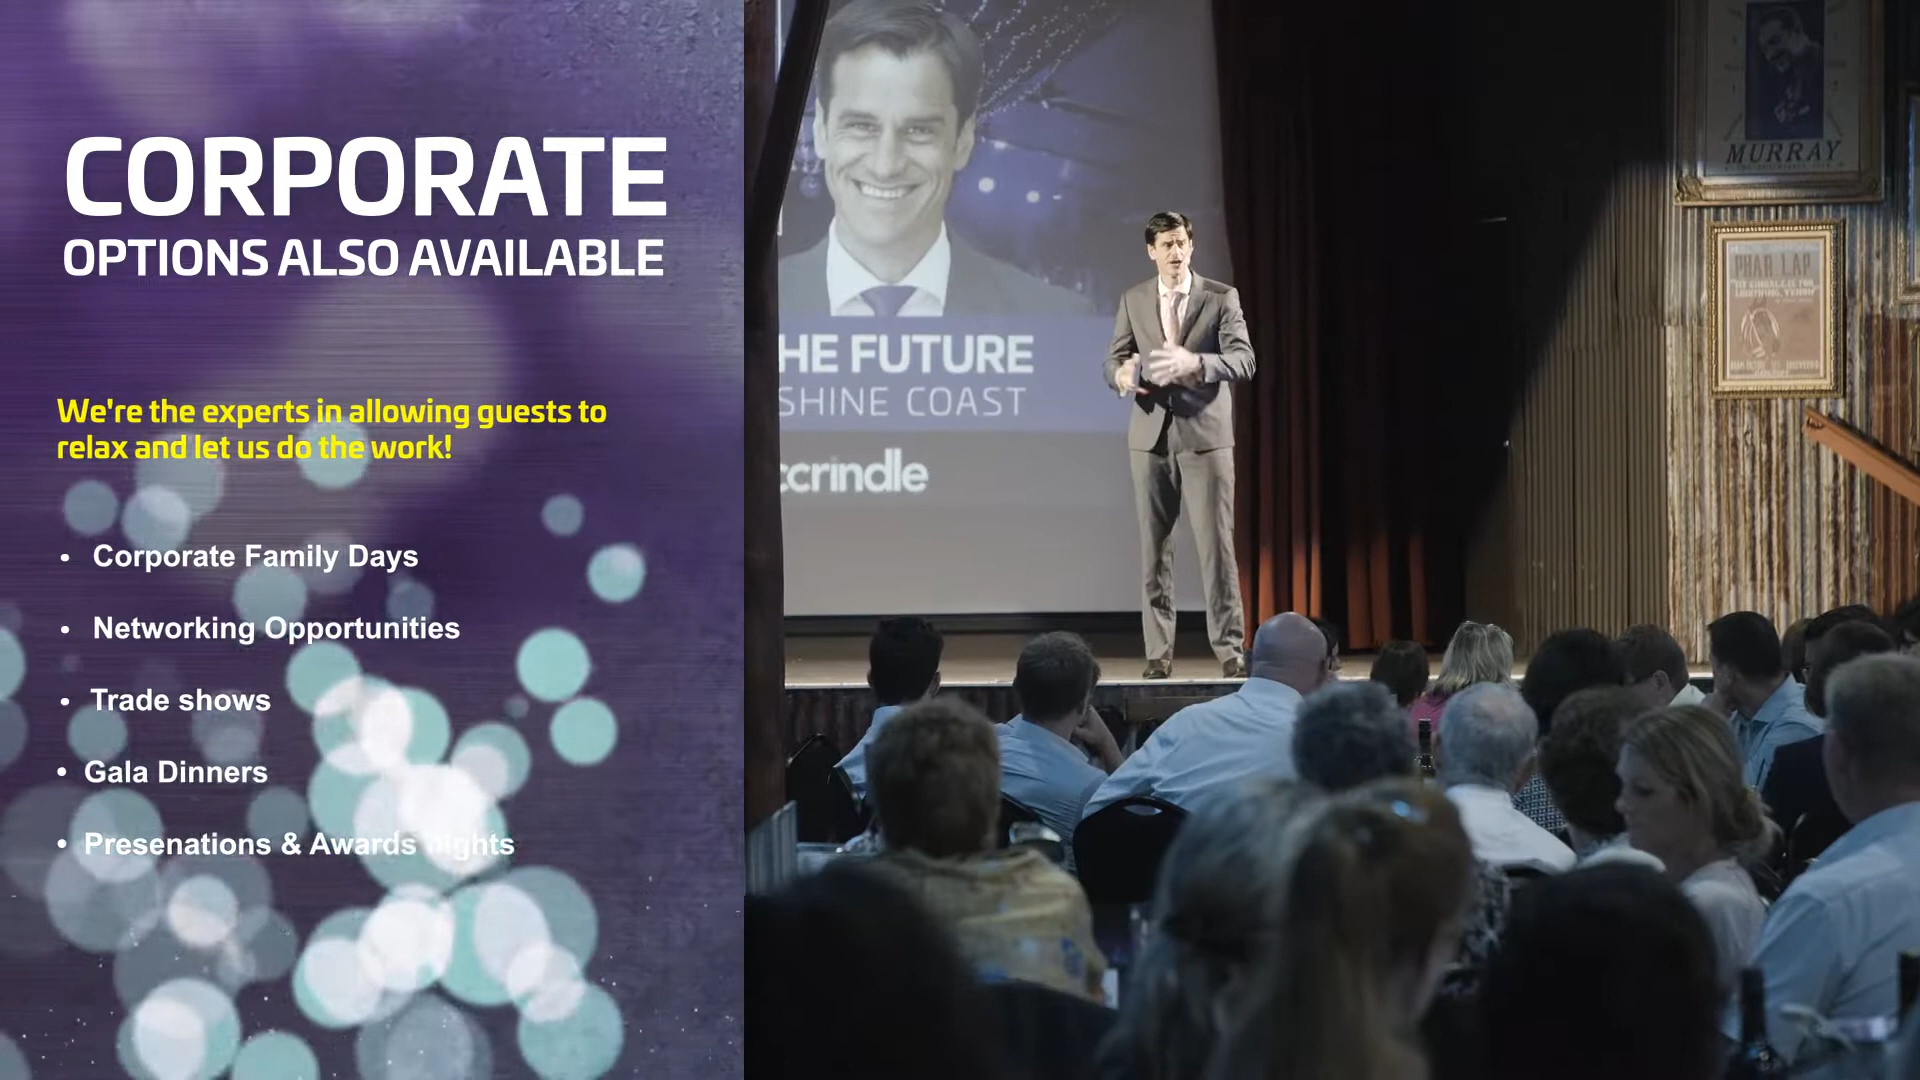 CORPORATE
OPTIONS ALSO AVAILABLE
We're the experts in allowing guests to
relax and let us do the work!
• Corporate Family Days
• Networking Opportunities
• Trade shows
• Gala Dinners
• Presenations & Awards nights
HE FUTURE
SHINE COAST
ccrindle
MURRAY
PHAR LAP